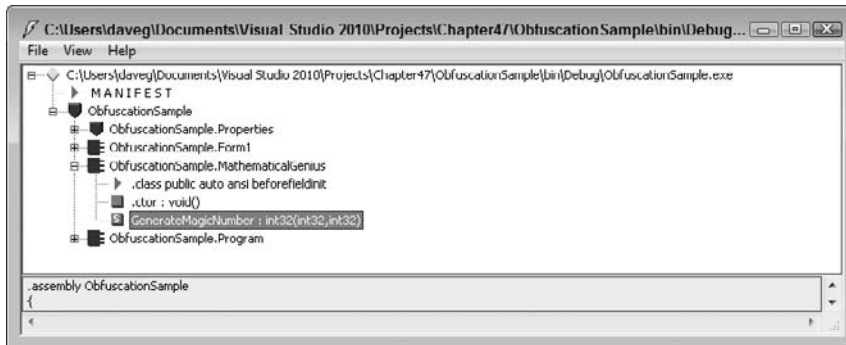 C:\Users\daveg\Documents\Visual Studio 2010\Projects\Chapter47\ObfuscationSample\bin\Debug...
File View Help
C:\Users\daveg\Documents\Visual Studio 2010\Projects\Chapter47\ObfuscationSample\bin\Debug\ObfuscationSample.exe
MANIFEST
ObfuscationSample
ObfuscationSample.Properties
ObfuscationSample.Form1
ObfuscationSample.MathematicalGenius
.class public auto ansi beforefieldinit
.ctor : void()
GenerateMagicNumber : int32(int32,int32)
ObfuscationSample.Program
.assembly ObfuscationSample
{